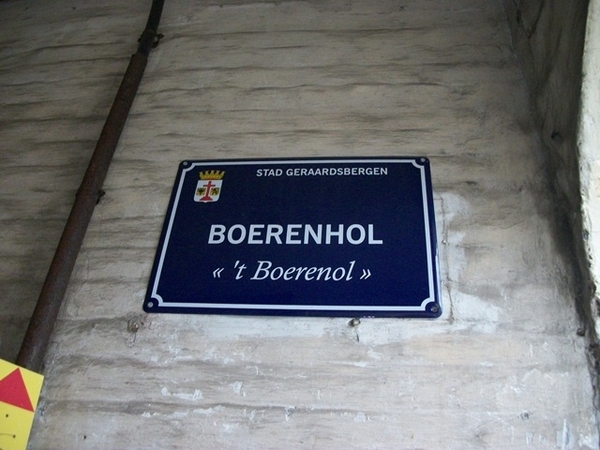 STAD GERAARDSBERGEN
BOERENHOL
« 't Boerenol »